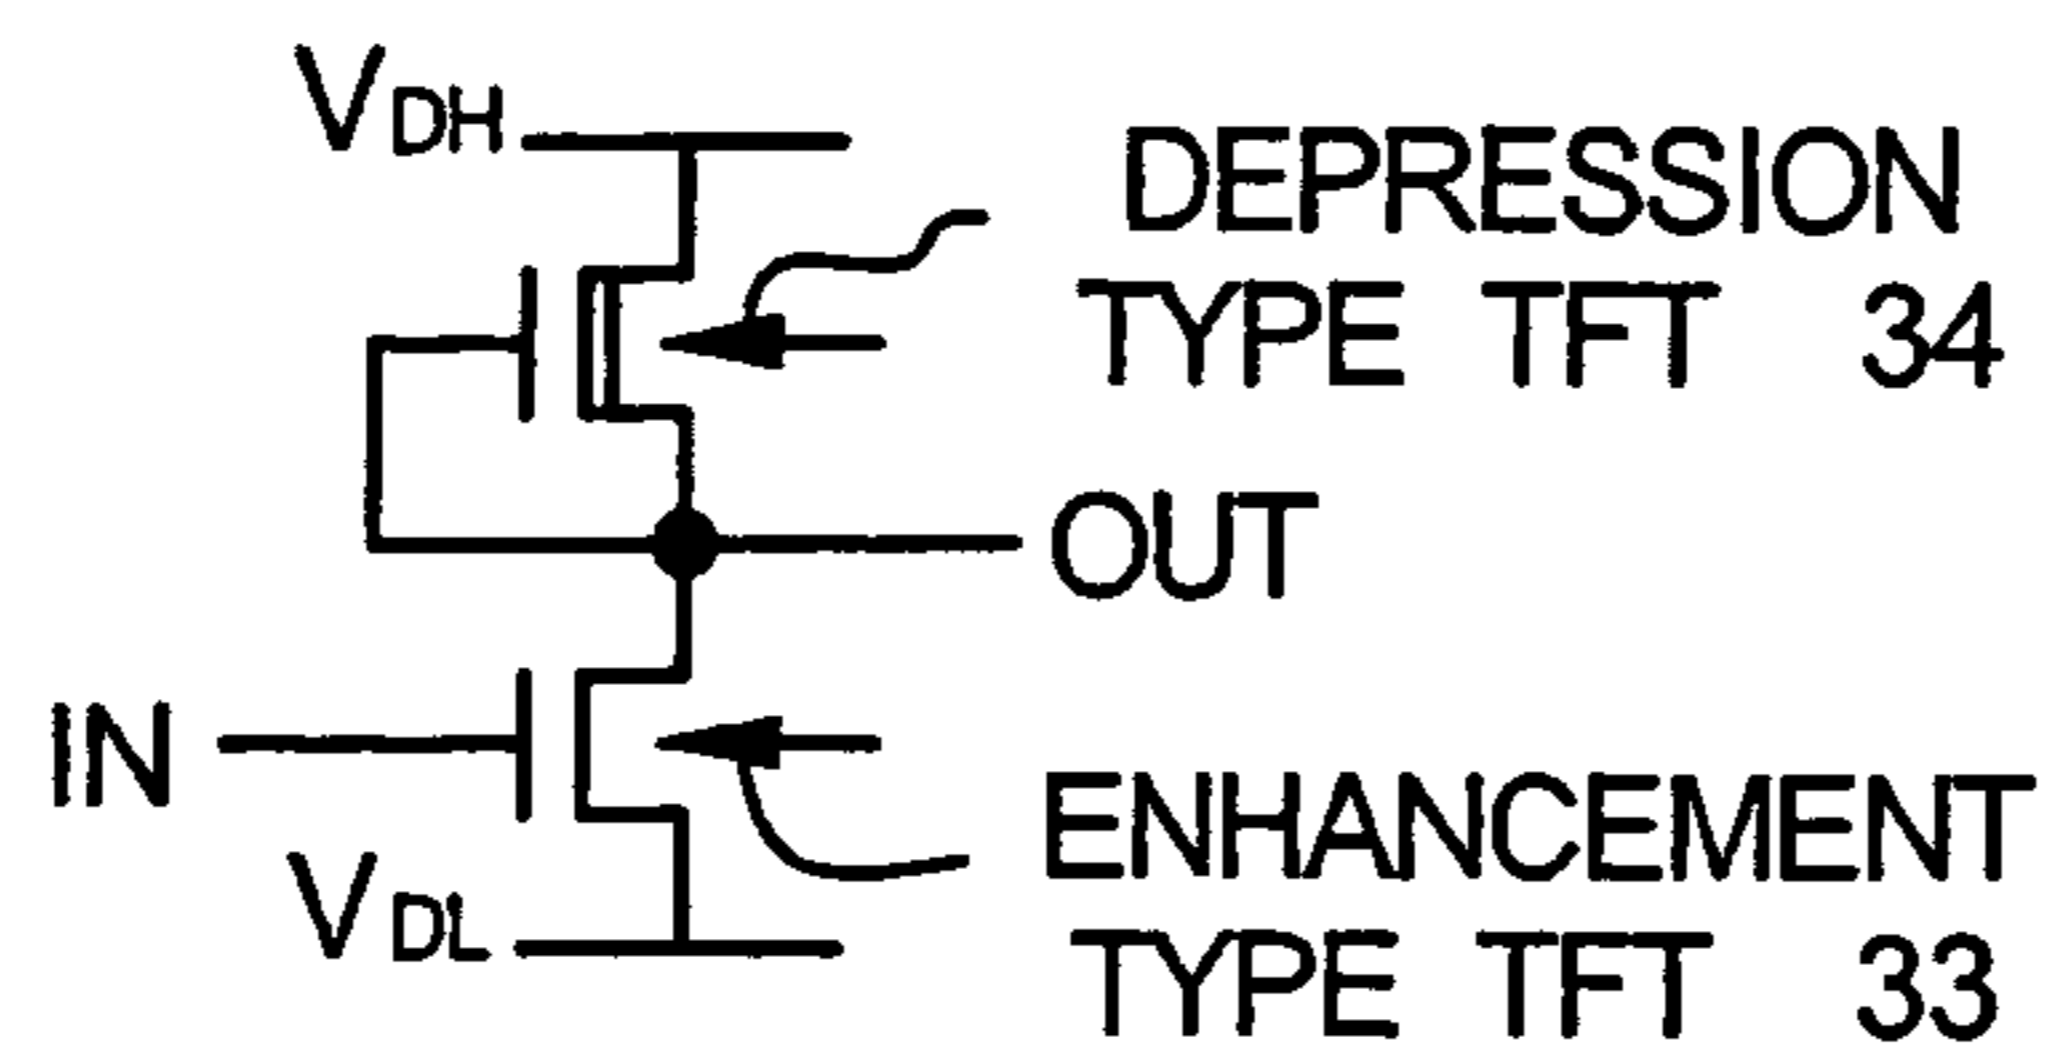 VDH
DEPRESSION
TYPE TFT 34
OUT
IN
ENHANCEMENT
TYPE TFT 33
VDL